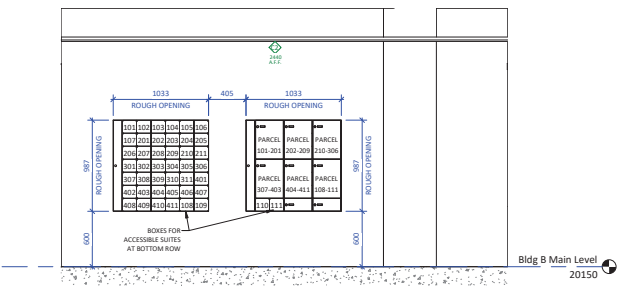 C2
2440
A.F.F.
1033 405 1033
ROUGH OPENING ROUGH OPENING
987 ROUGH OPENING
101 102 103 104 105 106
107 201 202 203 204 205
206 207 208 209 210 211
301 302 303 304 305 306
307 308 309 310 311 401
402 403 404 405 406 407
408 409 410 411 108 109
PARCEL PARCEL PARCEL
101-201 202-209 210-306
PARCEL PARCEL PARCEL
307-403 404-411 108-111
110 111
987 ROUGH OPENING
600
BOXES FOR
ACCESSIBLE SUITES
AT BOTTOM ROW
600
Bldg B Main Level
20150